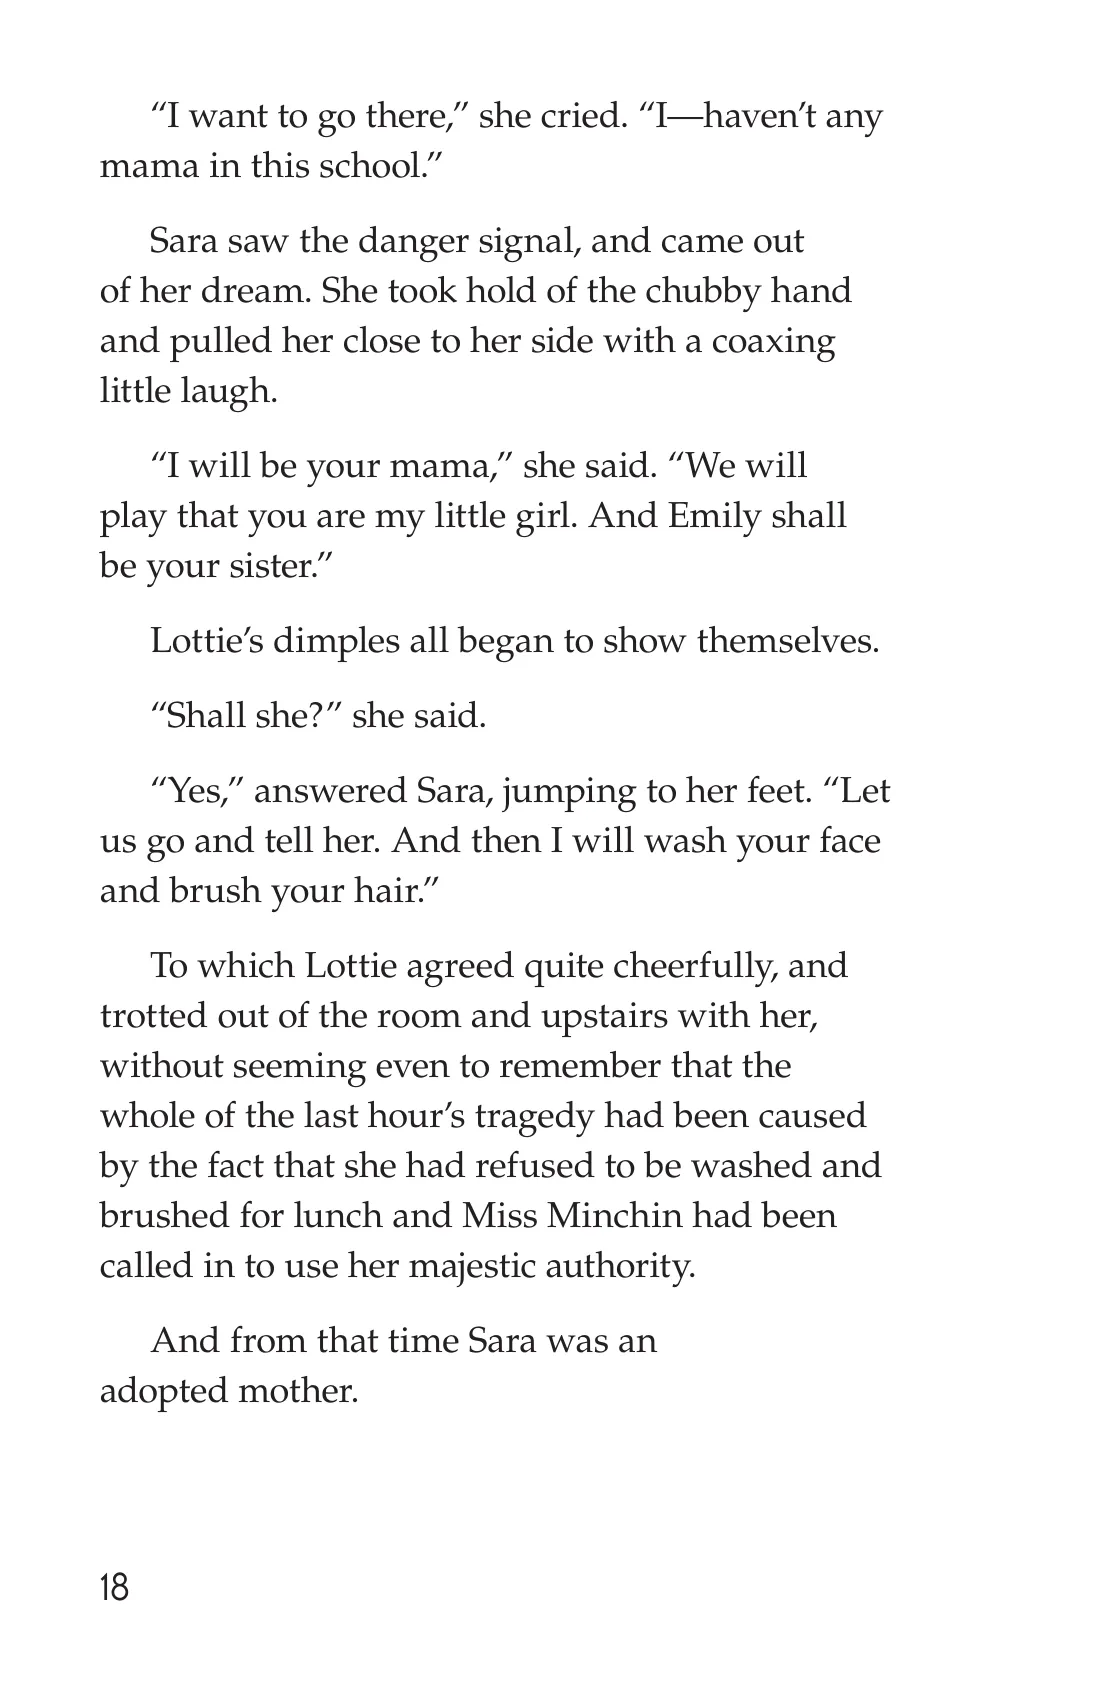 “I want to go there,” she cried. “I—haven’t any
mama in this school.”
Sara saw the danger signal, and came out
of her dream. She took hold of the chubby hand
and pulled her close to her side with a coaxing
little laugh.
“I will be your mama,” she said. “We will
play that you are my little girl. And Emily shall
be your sister.”
Lottie’s dimples all began to show themselves.
“Shall she?” she said.
“Yes,” answered Sara, jumping to her feet. “Let
us go and tell her. And then I will wash your face
and brush your hair.”
To which Lottie agreed quite cheerfully, and
trotted out of the room and upstairs with her,
without seeming even to remember that the
whole of the last hour’s tragedy had been caused
by the fact that she had refused to be washed and
brushed for lunch and Miss Minchin had been
called in to use her majestic authority.
And from that time Sara was an
adopted mother.
18